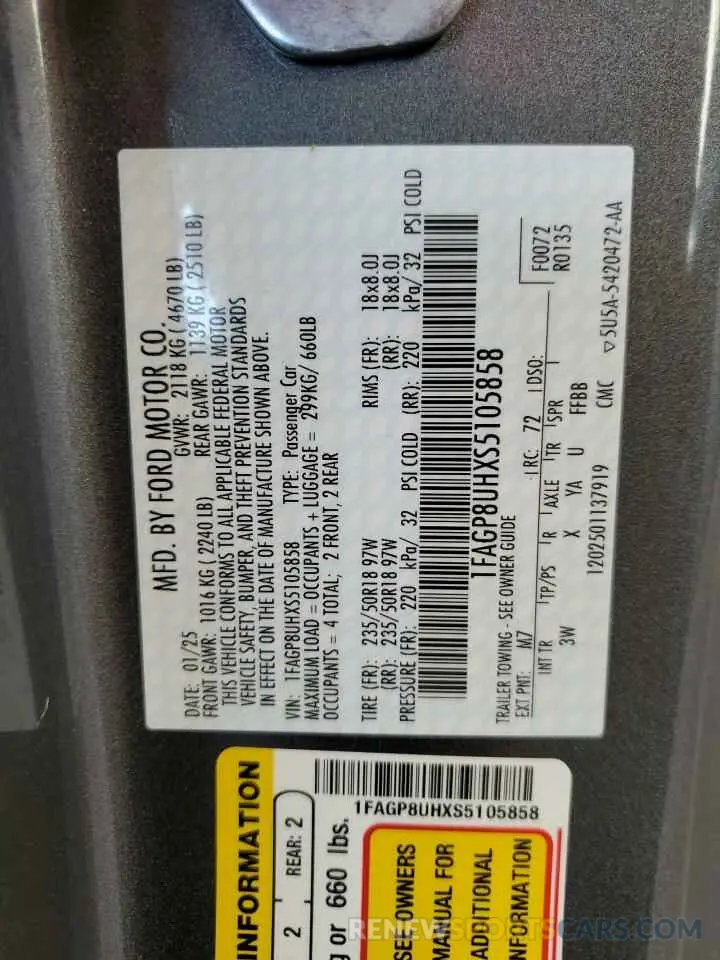 MFD. BY FORD MOTOR CO.
DATE: 01/25 GVWR: 2118 KG ( 4670 LB)
FRONT GAWR: 1016 KG ( 2240 LB) REAR GAWR: 1139 KG ( 2510 LB)
THIS VEHICLE CONFORMS TO ALL APPLICABLE FEDERAL MOTOR
VEHICLE SAFETY, BUMPER, AND THEFT PREVENTION STANDARDS
IN EFFECT ON THE DATE OF MANUFACTURE SHOWN ABOVE.
VIN: 1FAGP8UHXS5105858 TYPE: Passenger Car
MAXIMUM LOAD = OCCUPANTS + LUGGAGE = 299KG/ 660LB
OCCUPANTS = 4 TOTAL; 2 FRONT, 2 REAR
TIRE (FR): 235/50R18 97W RIMS (FR): 18x8.0J
(RR): 235/50R18 97W (RR): 18x8.0J
PRESSURE (FR): 220 kPa/ 32 PSI COLD (RR): 220 kPa/ 32 PSI COLD
1FAGP8UHXS5105858
TRAILER TOWING - SEE OWNER GUIDE
EXT PNT: M7 RC: 72 DSO: F0072
R0135
INT TR TP/PS R AXLE TR SPR
3W X YA U FFBB
1202501137919 CMC ▽ 5U5A-5420472-AA
INFORMATION
2 REAR: 2
g or 660 lbs.
1FAGP8UHXS5105858
SEE OWNERS
MANUAL FOR
ADDITIONAL
INFORMATION
RENEWSPORTSCARS.COM